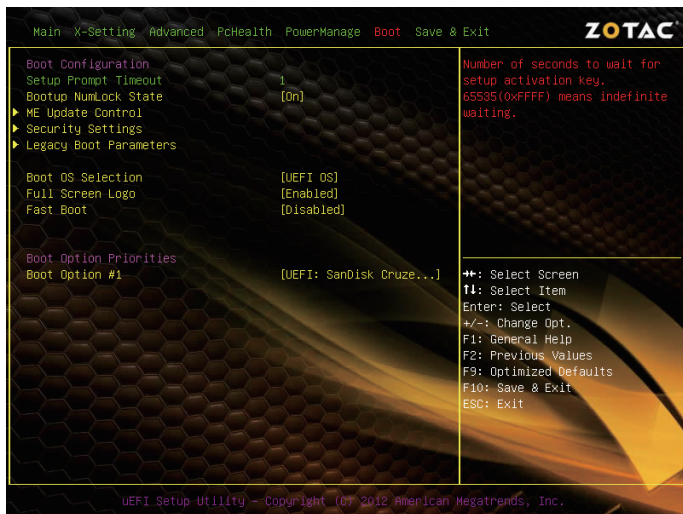 Main X-Setting Advanced PcHealth PowerManage Boot Save & Exit
ZOTAC
Boot Configuration
Setup Prompt Timeout 1
Bootup NumLock State [On]
ME Update Control
Security Settings
Legacy Boot Parameters
Boot OS Selection [UEFI OS]
Full Screen Logo [Enabled]
Fast Boot [Disabled]
Boot Option Priorities
Boot Option #1 [UEFI: SanDisk Cruze...]
Number of seconds to wait for
setup activation key.
65535(0xFFFF) means indefinite
waiting.
→←: Select Screen
↑↓: Select Item
Enter: Select
+/-: Change Opt.
F1: General Help
F2: Previous Values
F9: Optimized Defaults
F10: Save & Exit
ESC: Exit
uEFI Setup Utility - Copyright (C) 2012 American Megatrends, Inc.